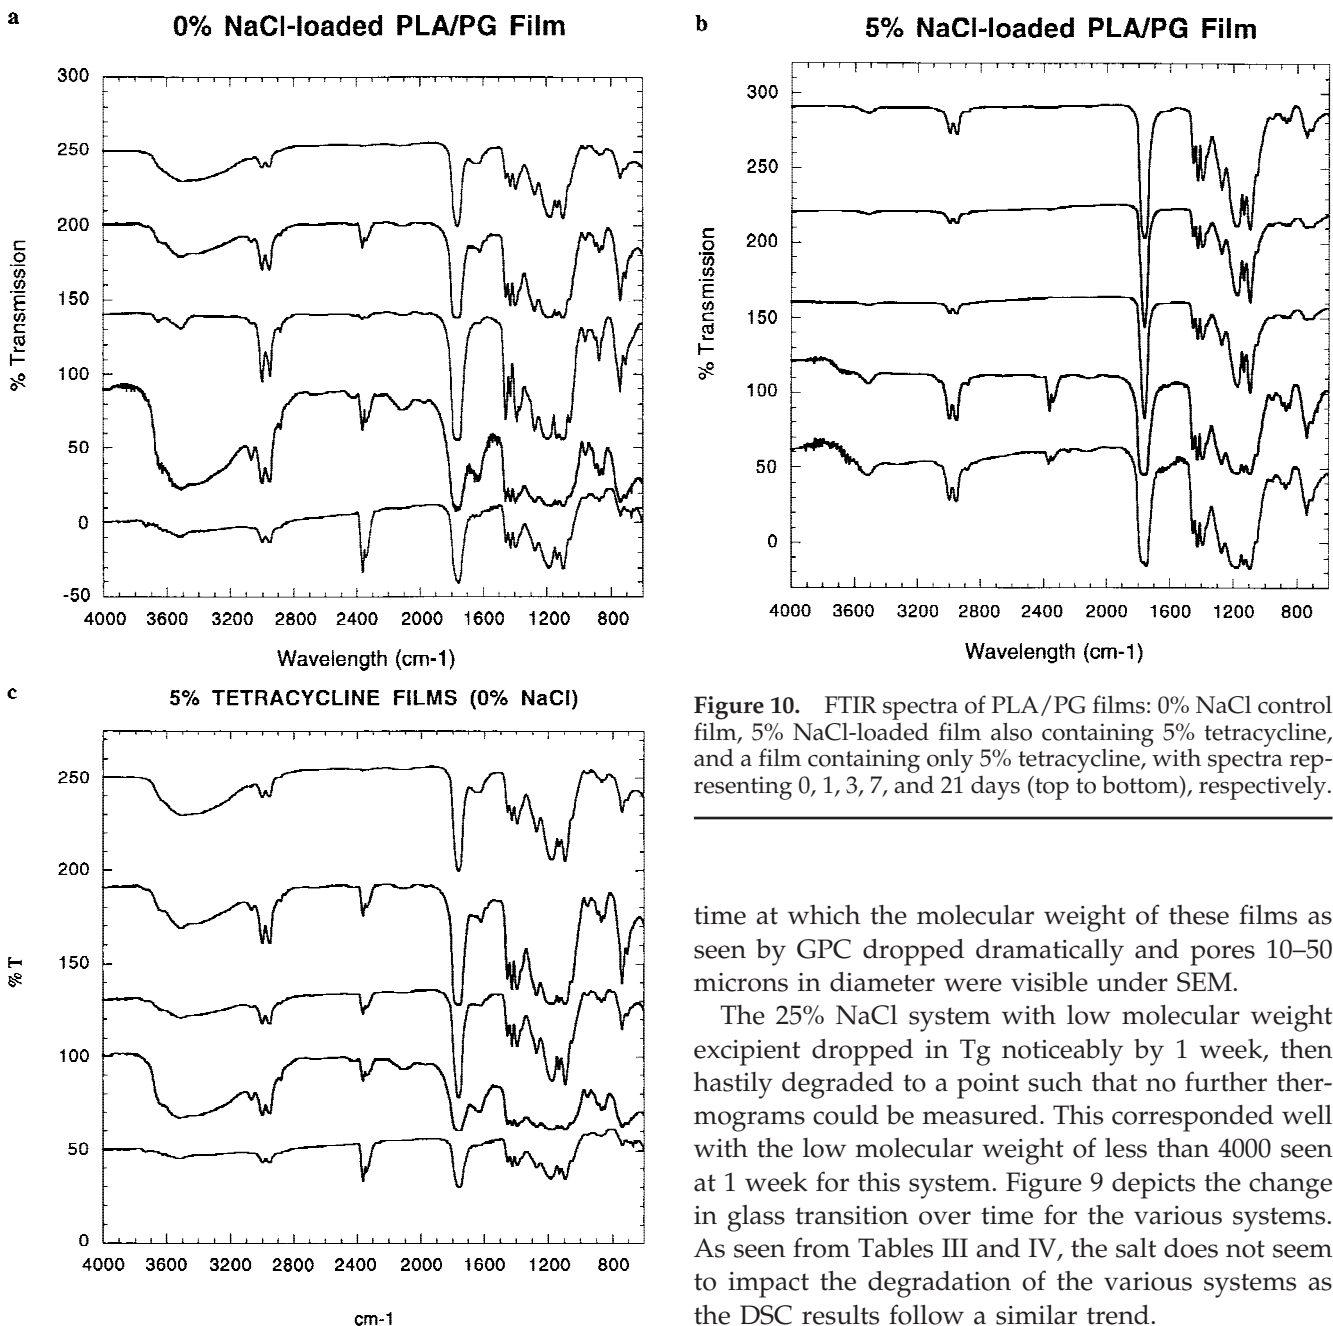 a
0% NaCl-loaded PLA/PG Film
% Transmission
300
250
200
150
100
50
0
-50
4000 3600 3200 2800 2400 2000 1600 1200 800
Wavelength (cm-1)
b
5% NaCl-loaded PLA/PG Film
% Transmission
300
250
200
150
100
50
0
4000 3600 3200 2800 2400 2000 1600 1200 800
Wavelength (cm-1)
c
5% TETRACYCLINE FILMS (0% NaCl)
%T
250
200
150
100
50
0
4000 3600 3200 2800 2400 2000 1600 1200 800
cm-1
Figure 10. FTIR spectra of PLA/PG films: 0% NaCl control
film, 5% NaCl-loaded film also containing 5% tetracycline,
and a film containing only 5% tetracycline, with spectra rep-
resenting 0, 1, 3, 7, and 21 days (top to bottom), respectively.
time at which the molecular weight of these films as
seen by GPC dropped dramatically and pores 10–50
microns in diameter were visible under SEM.
The 25% NaCl system with low molecular weight
excipient dropped in Tg noticeably by 1 week, then
hastily degraded to a point such that no further ther-
mograms could be measured. This corresponded well
with the low molecular weight of less than 4000 seen
at 1 week for this system. Figure 9 depicts the change
in glass transition over time for the various systems.
As seen from Tables III and IV, the salt does not seem
to impact the degradation of the various systems as
the DSC results follow a similar trend.